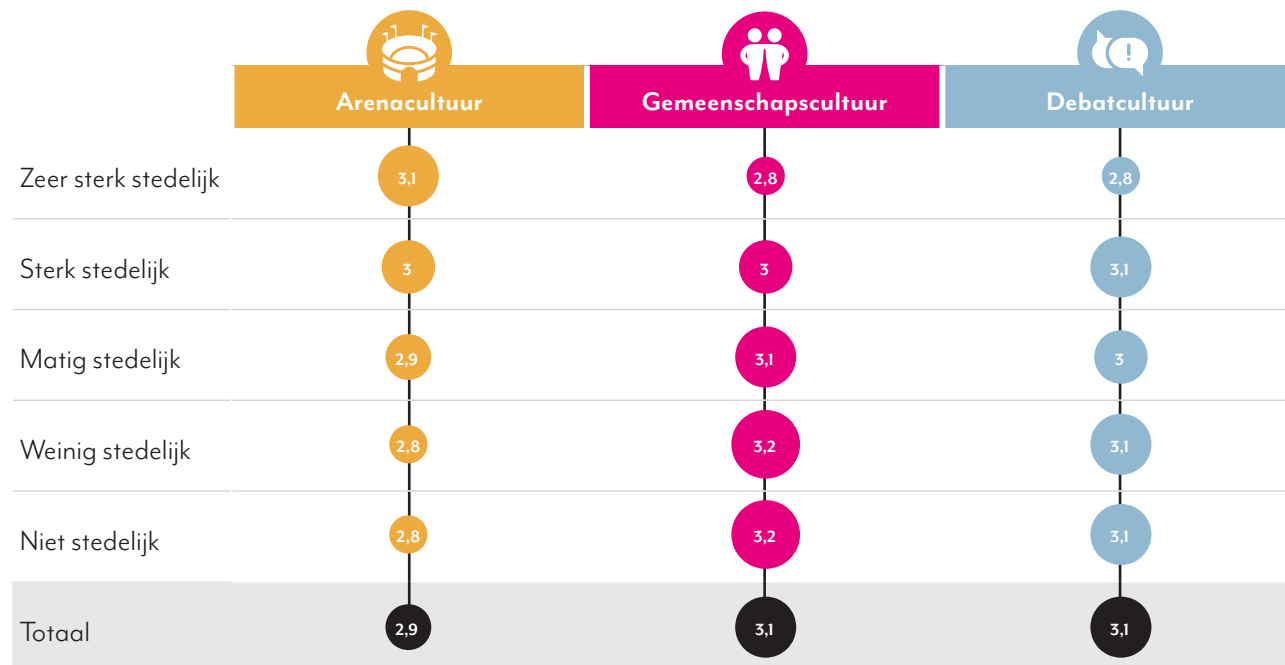 !
Arenacultuur Gemeenschapscultuur Debatcultuur
Zeer sterk stedelijk 3,1 2,8 2,8
Sterk stedelijk 3 3 3,1
Matig stedelijk 2,9 3,1 3
Weinig stedelijk 2,8 3,2 3,1
Niet stedelijk 2,8 3,2 3,1
Totaal 2,9 3,1 3,1